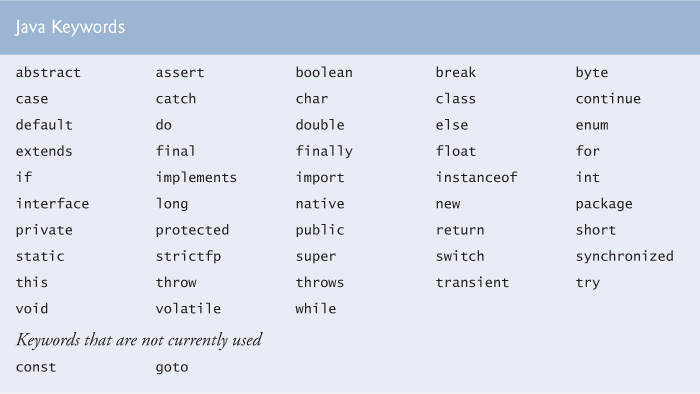 Java Keywords
abstract assert boolean break byte
case catch char class continue
default do double else enum
extends final finally float for
if implements import instanceof int
interface long native new package
private protected public return short
static strictfp super switch synchronized
this throw throws transient try
void volatile while
Keywords that are not currently used
const goto